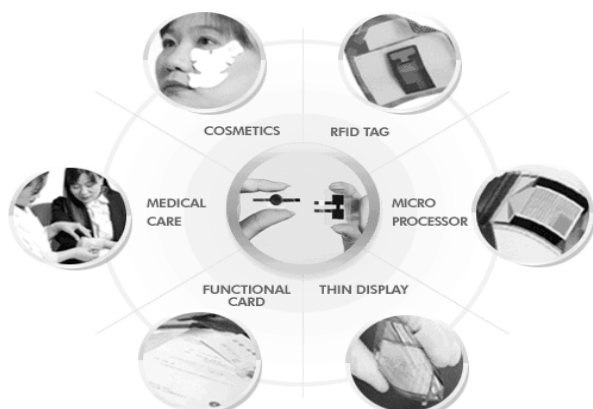 COSMETICS
RFID TAG
MEDICAL
CARE
MICRO
PROCESSOR
FUNCTIONAL
CARD
THIN DISPLAY